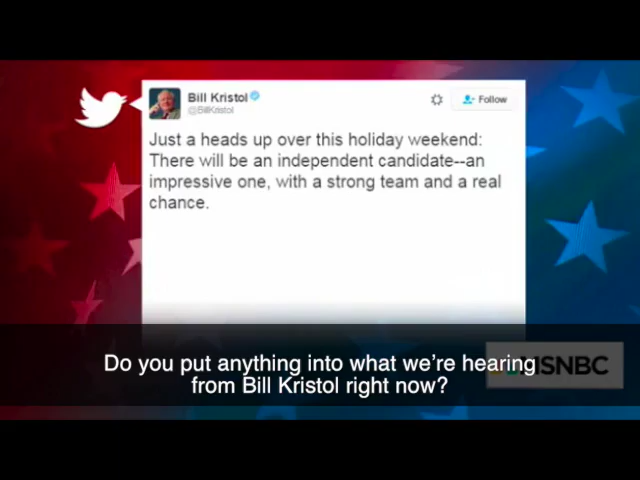 Bill Kristol
@BillKristol
Follow
Just a heads up over this holiday weekend:
There will be an independent candidate--an
impressive one, with a strong team and a real
chance.
Do you put anything into what we're hearing
from Bill Kristol right now?
MSNBC